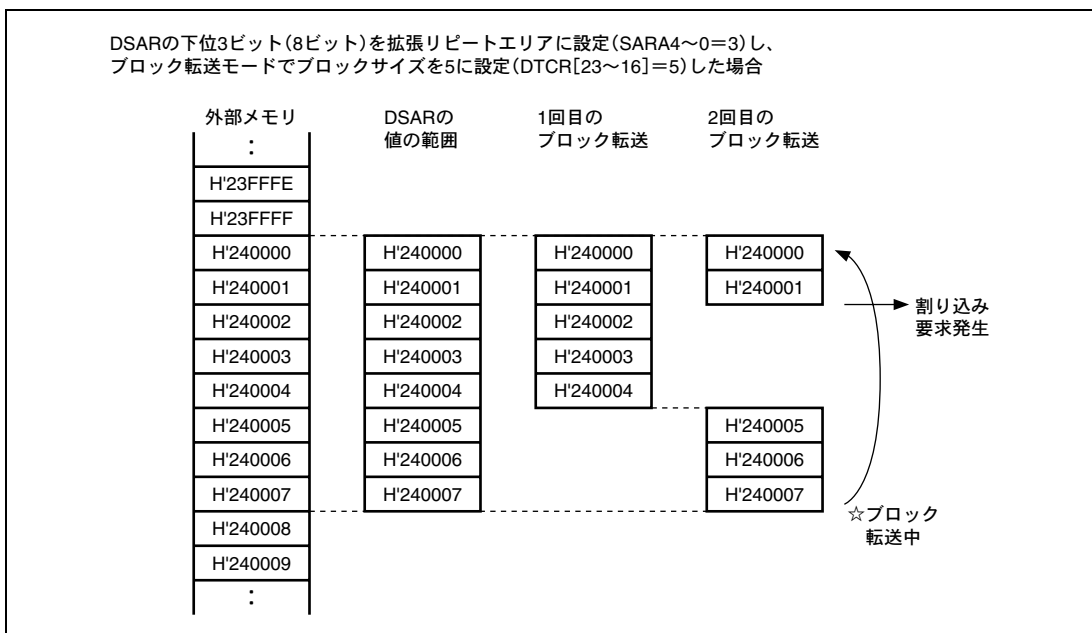 DSARの下位3ビット(8ビット)を拡張リピートエリアに設定(SARA4〜0=3)し、
ブロック転送モードでブロックサイズを5に設定(DTCR[23〜16]=5)した場合
外部メモリ
:
H'23FFFE
H'23FFFF
H'240000
H'240001
H'240002
H'240003
H'240004
H'240005
H'240006
H'240007
H'240008
H'240009
:
DSARの
値の範囲
H'240000
H'240001
H'240002
H'240003
H'240004
H'240005
H'240006
H'240007
1回目の
ブロック転送
H'240000
H'240001
H'240002
H'240003
H'240004
2回目の
ブロック転送
H'240000
H'240001
H'240005
H'240006
H'240007
割り込み
要求発生
☆ブロック
転送中